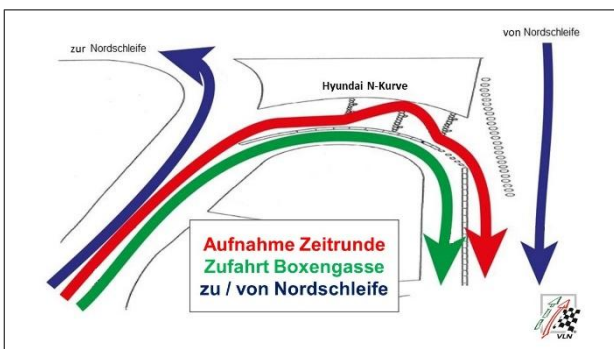 zur Nordschleife
von Nordschleife
Hyundai N-Kurve
Aufnahme Zeitrunde
Zufahrt Boxengasse
zu / von Nordschleife
VLN